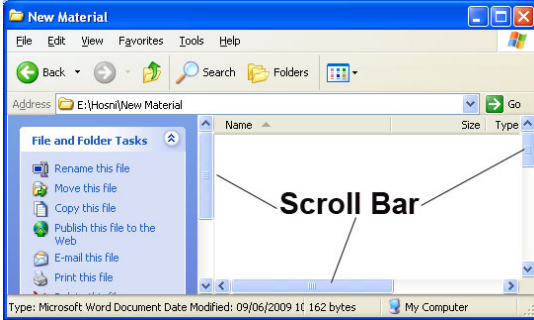 New Material
File Edit View Favorites Tools Help
Back Search Folders
Address E:\Hosni\New Material Go
File and Folder Tasks Name Size Type
Rename this file
Move this file
Copy this file
Publish this file to the
Web
E-mail this file
Print this file
Scroll Bar
Type: Microsoft Word Document Date Modified: 09/06/2009 10 162 bytes My Computer